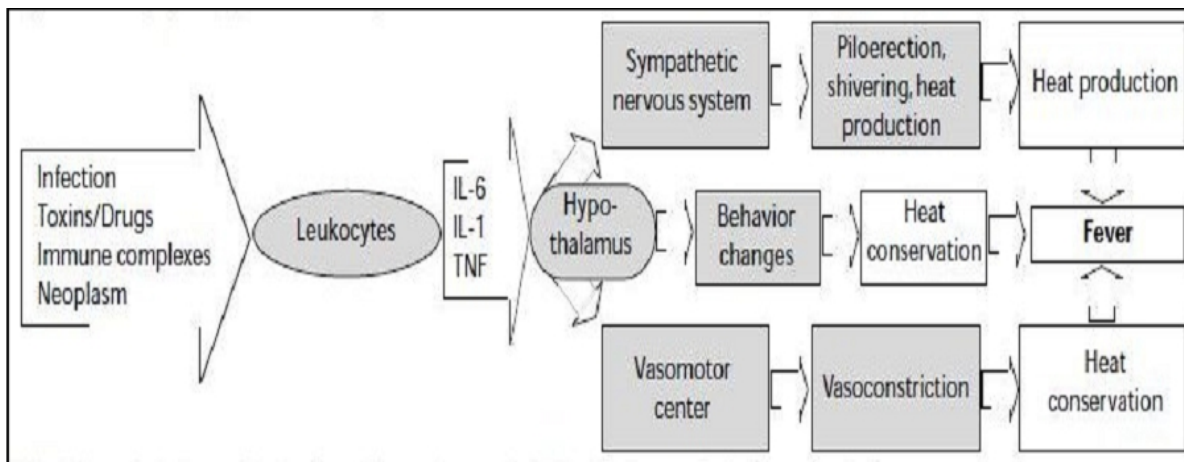 Infection
Toxins/Drugs
Immune complexes
Neoplasm
Leukocytes
IL-6
IL-1
TNF
Hypo-
thalamus
Sympathetic
nervous system
Piloerection,
shivering, heat
production
Heat production
Behavior
changes
Heat
conservation
Fever
Vasomotor
center
Vasoconstriction
Heat
conservation